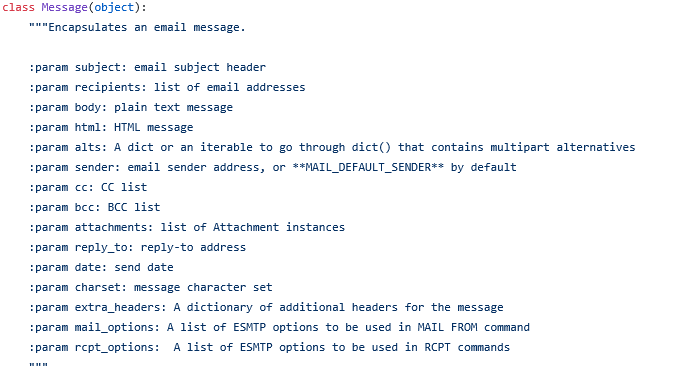 class Message(object):
"""Encapsulates an email message.
:param subject: email subject header
:param recipients: list of email addresses
:param body: plain text message
:param html: HTML message
:param alts: A dict or an iterable to go through dict() that contains multipart alternatives
:param sender: email sender address, or **MAIL_DEFAULT_SENDER** by default
:param cc: CC list
:param bcc: BCC list
:param attachments: list of Attachment instances
:param reply_to: reply-to address
:param date: send date
:param charset: message character set
:param extra_headers: A dictionary of additional headers for the message
:param mail_options: A list of ESMTP options to be used in MAIL FROM command
:param rcpt_options:  A list of ESMTP options to be used in RCPT commands
"""